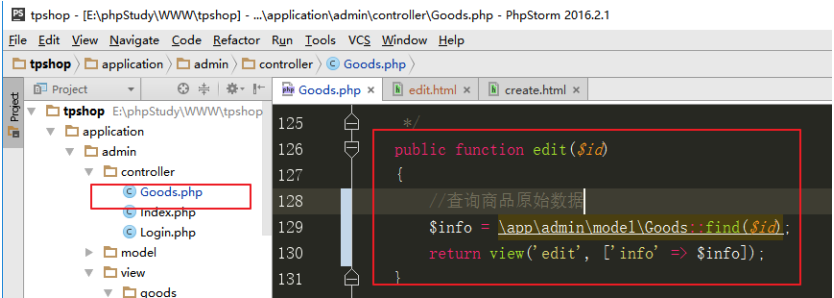 tpshop - [E:\phpStudy\WWW\tpshop] - ...\application\admin\controller\Goods.php - PhpStorm 2016.2.1
File Edit View Navigate Code Refactor Run Tools VCS Window Help
tpshop application admin controller Goods.php
Project
Project
Goods.php × edit.html × create.html ×
tpshop E:\phpStudy\WWW\tpshop
application
admin
controller
Goods.php
Index.php
Login.php
model
view
goods
125 */
126 public function edit($id)
127 {
128 //查询商品原始数据
129 $info = \app\admin\model\Goods::find($id);
130 return view('edit', ['info' => $info]);
131 }